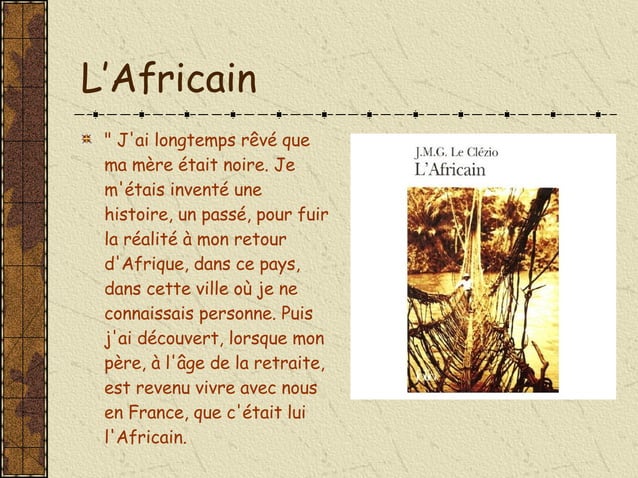 L’Africain
" J'ai longtemps rêvé que
ma mère était noire. Je
m'étais inventé une
histoire, un passé, pour fuir
la réalité à mon retour
d'Afrique, dans ce pays,
dans cette ville où je ne
connaissais personne. Puis
j'ai découvert, lorsque mon
père, à l'âge de la retraite,
est revenu vivre avec nous
en France, que c'était lui
l'Africain.
J.M.G. Le Clézio
L’Africain